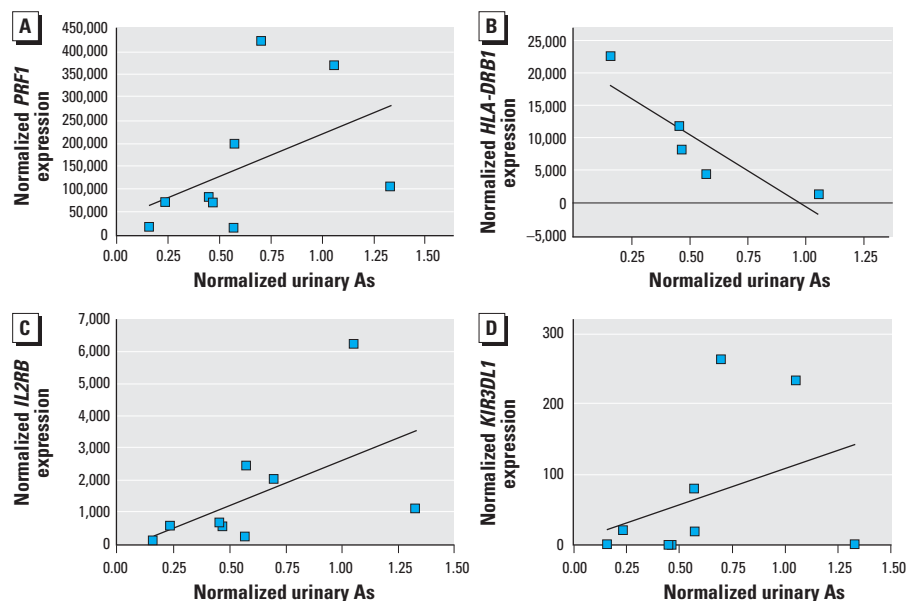 A
Normalized PRF1
expression
450,000
400,000
350,000
300,000
250,000
200,000
150,000
100,000
50,000
0
0.00 0.25 0.50 0.75 1.00 1.25 1.50
Normalized urinary As
B
Normalized HLA-DRB1
expression
25,000
20,000
15,000
10,000
5,000
0
–5,000
0.25 0.50 0.75 1.00 1.25
Normalized urinary As
C
Normalized IL2RB
expression
7,000
6,000
5,000
4,000
3,000
2,000
1,000
0
0.00 0.25 0.50 0.75 1.00 1.25 1.50
Normalized urinary As
D
Normalized KIR3DL1
expression
300
200
100
0
0.00 0.25 0.50 0.75 1.00 1.25 1.50
Normalized urinary As